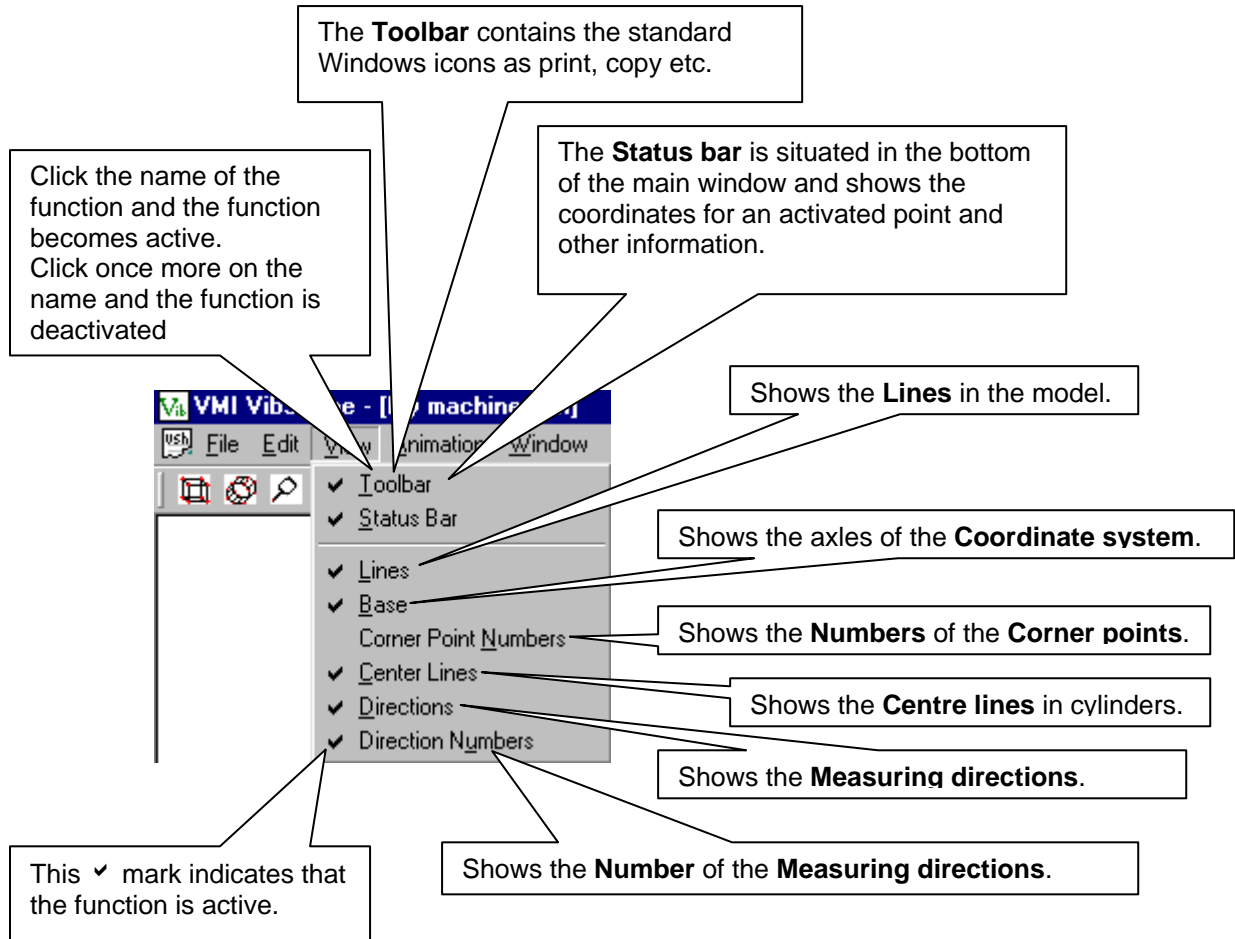 The Toolbar contains the standard
Windows icons as print, copy etc.
The Status bar is situated in the bottom
of the main window and shows the
coordinates for an activated point and
other information.
Click the name of the
function and the function
becomes active.
Click once more on the
name and the function is
deactivated
Shows the Lines in the model.
VMI - [ machine
File Edit View Animation Window
Toolbar
Status Bar
Shows the axles of the Coordinate system.
Lines
Base
Shows the Numbers of the Corner points.
Corner Point Numbers
Center Lines
Shows the Centre lines in cylinders.
Directions
Direction Numbers
Shows the Measuring directions.
This ✓ mark indicates that
the function is active.
Shows the Number of the Measuring directions.